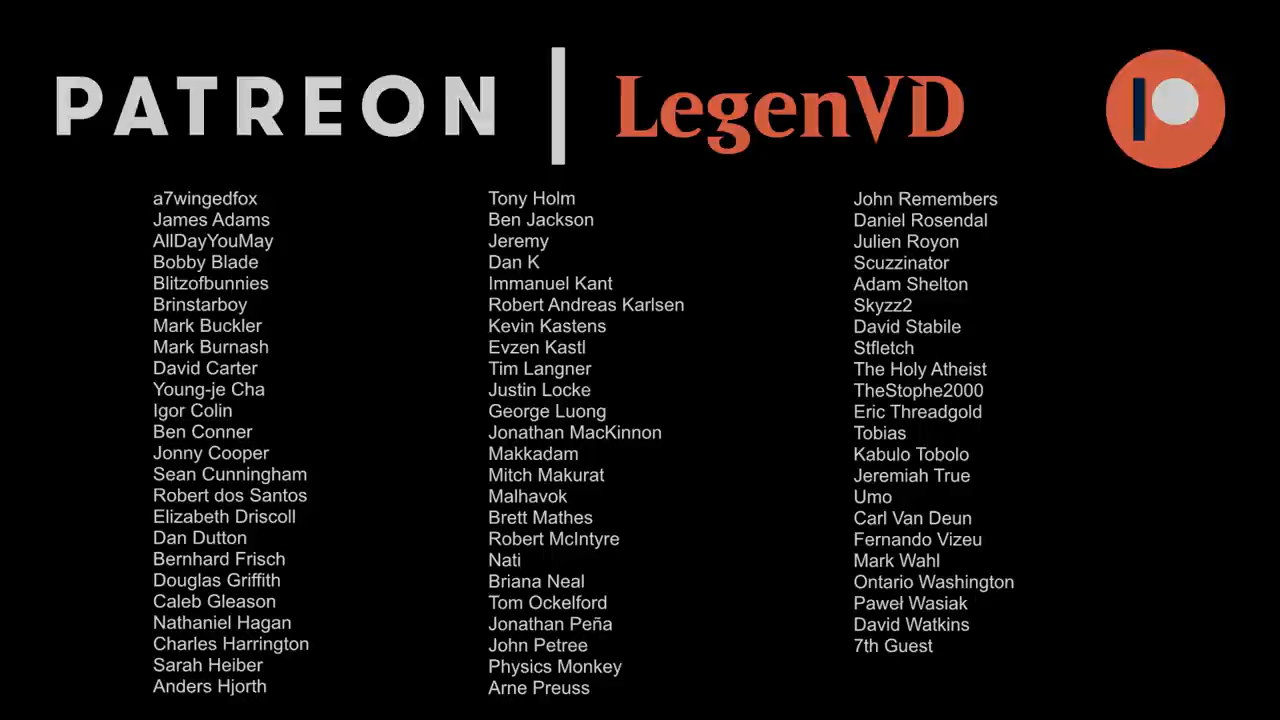 PATREON | LegenVD
a7wingedfox
James Adams
AllDayYouMay
Bobby Blade
Blitzofbunnies
Brinstarboy
Mark Buckler
Mark Burnash
David Carter
Young-je Cha
Igor Colin
Ben Conner
Jonny Cooper
Sean Cunningham
Robert dos Santos
Elizabeth Driscoll
Dan Dutton
Bernhard Frisch
Douglas Griffith
Caleb Gleason
Nathaniel Hagan
Charles Harrington
Sarah Heiber
Anders Hjorth
Tony Holm
Ben Jackson
Jeremy
Dan K
Immanuel Kant
Robert Andreas Karlsen
Kevin Kastens
Evzen Kastl
Tim Langner
Justin Locke
George Luong
Jonathan MacKinnon
Makkadam
Mitch Makurat
Malhavok
Brett Mathes
Robert McIntyre
Nati
Briana Neal
Tom Ockelford
Jonathan Peña
John Petree
Physics Monkey
Arne Preuss
John Remembers
Daniel Rosendal
Julien Royon
Scuzzinator
Adam Shelton
Skyzz2
David Stabile
Stfletch
The Holy Atheist
TheStophe2000
Eric Threadgold
Tobias
Kabulo Tobolo
Jeremiah True
Umo
Carl Van Deun
Fernando Vizeu
Mark Wahl
Ontario Washington
Paweł Wasiak
David Watkins
7th Guest